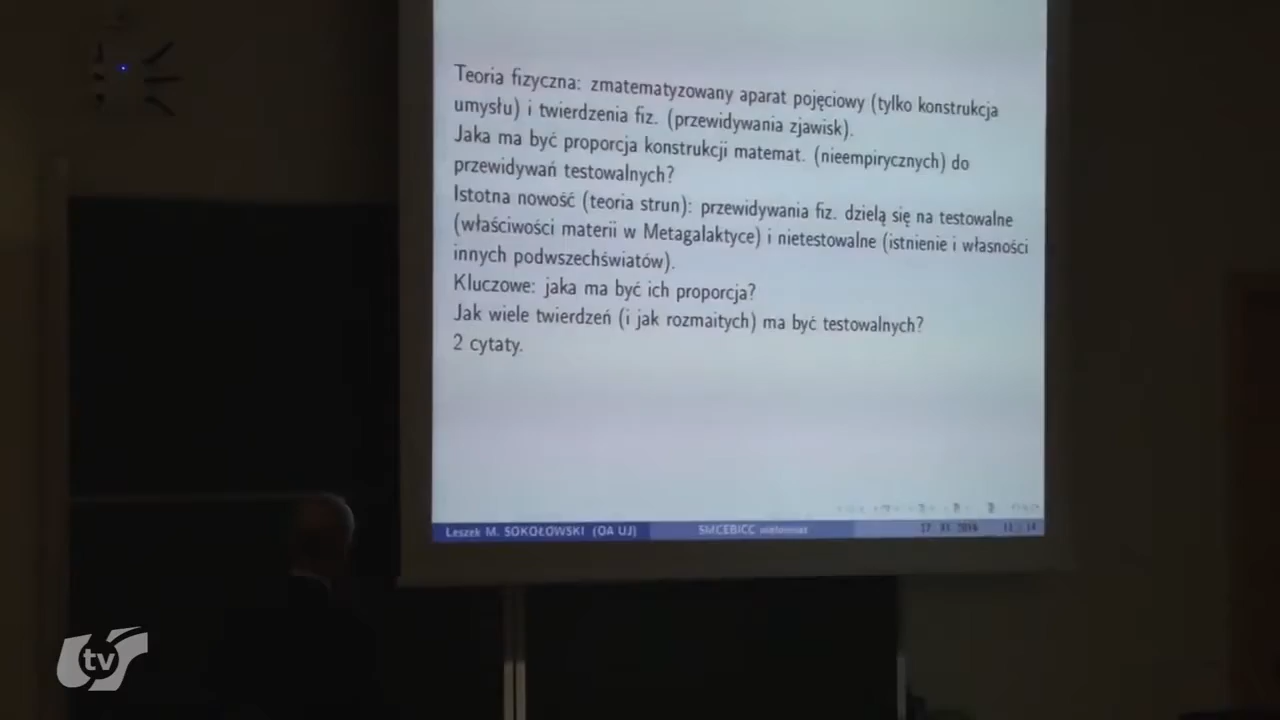 Teoria fizyczna: zmatematyzowany aparat pojęciowy (tylko konstrukcja
umysłu) i twierdzenia fiz. (przewidywania zjawisk).
Jaka ma być proporcja konstrukcji matemat. (nieempirycznych) do
przewidywań testowalnych?
Istotna nowość (teoria strun): przewidywania fiz. dzielą się na testowalne
(właściwości materii w Metagalaktyce) i nietestowalne (istnienie i własności
innych podwszechświatów).
Kluczowe: jaka ma być ich proporcja?
Jak wiele twierdzeń (i jak rozmaitych) ma być testowalnych?
2 cytaty.
Leszek M. SOKOŁOWSKI (OA UJ)
tv